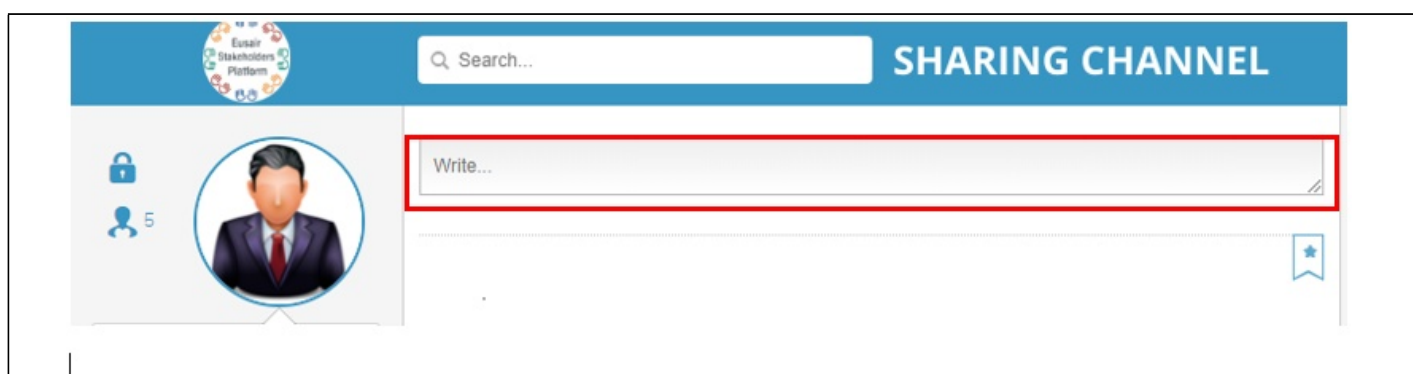 Eusair
Stakeholders
Platform
Search...
SHARING CHANNEL
Write...
5